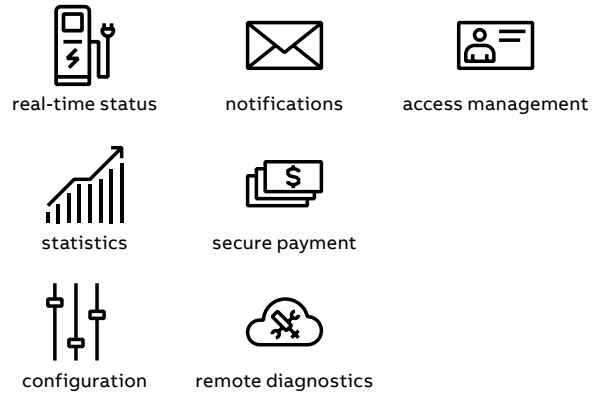 real-time status
notifications
access management
$
statistics
secure payment
configuration
remote diagnostics